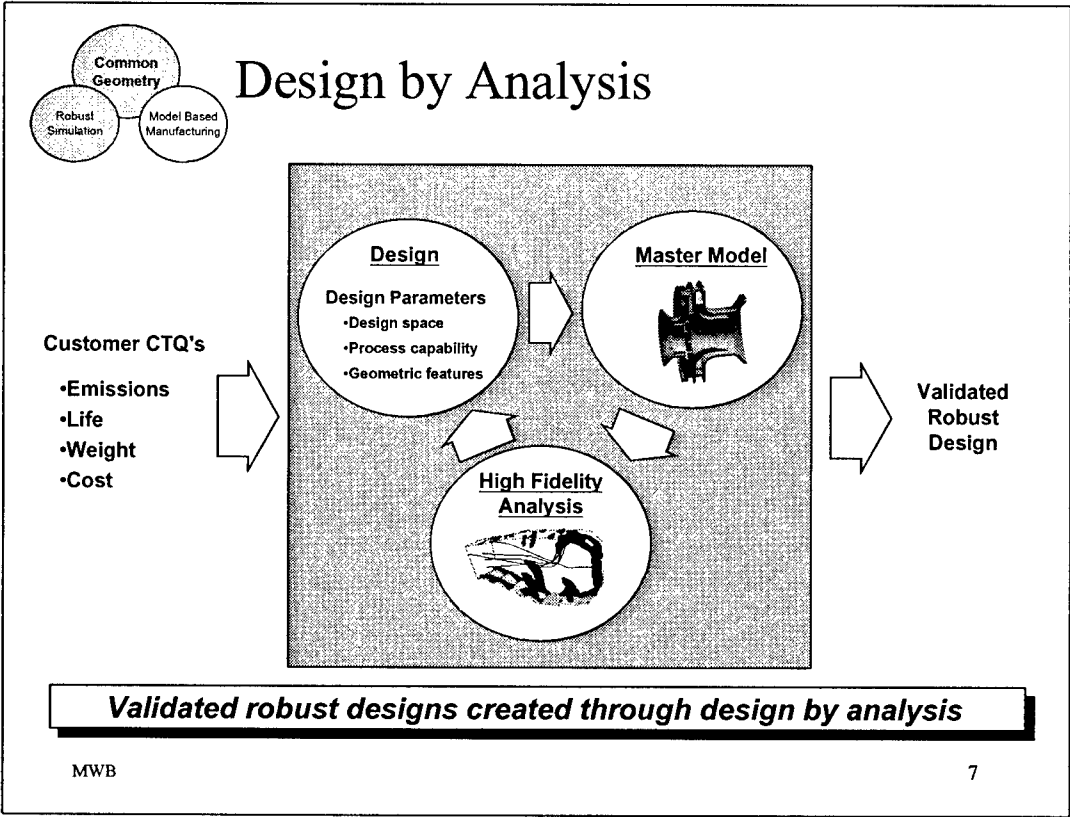 Common
Geometry
Robust
Simulation
Model Based
Manufacturing
Design by Analysis
Customer CTQ's
•Emissions
•Life
•Weight
•Cost
Design
Design Parameters
•Design space
•Process capability
•Geometric features
Master Model
High Fidelity
Analysis
Validated
Robust
Design
Validated robust designs created through design by analysis
MWB
7